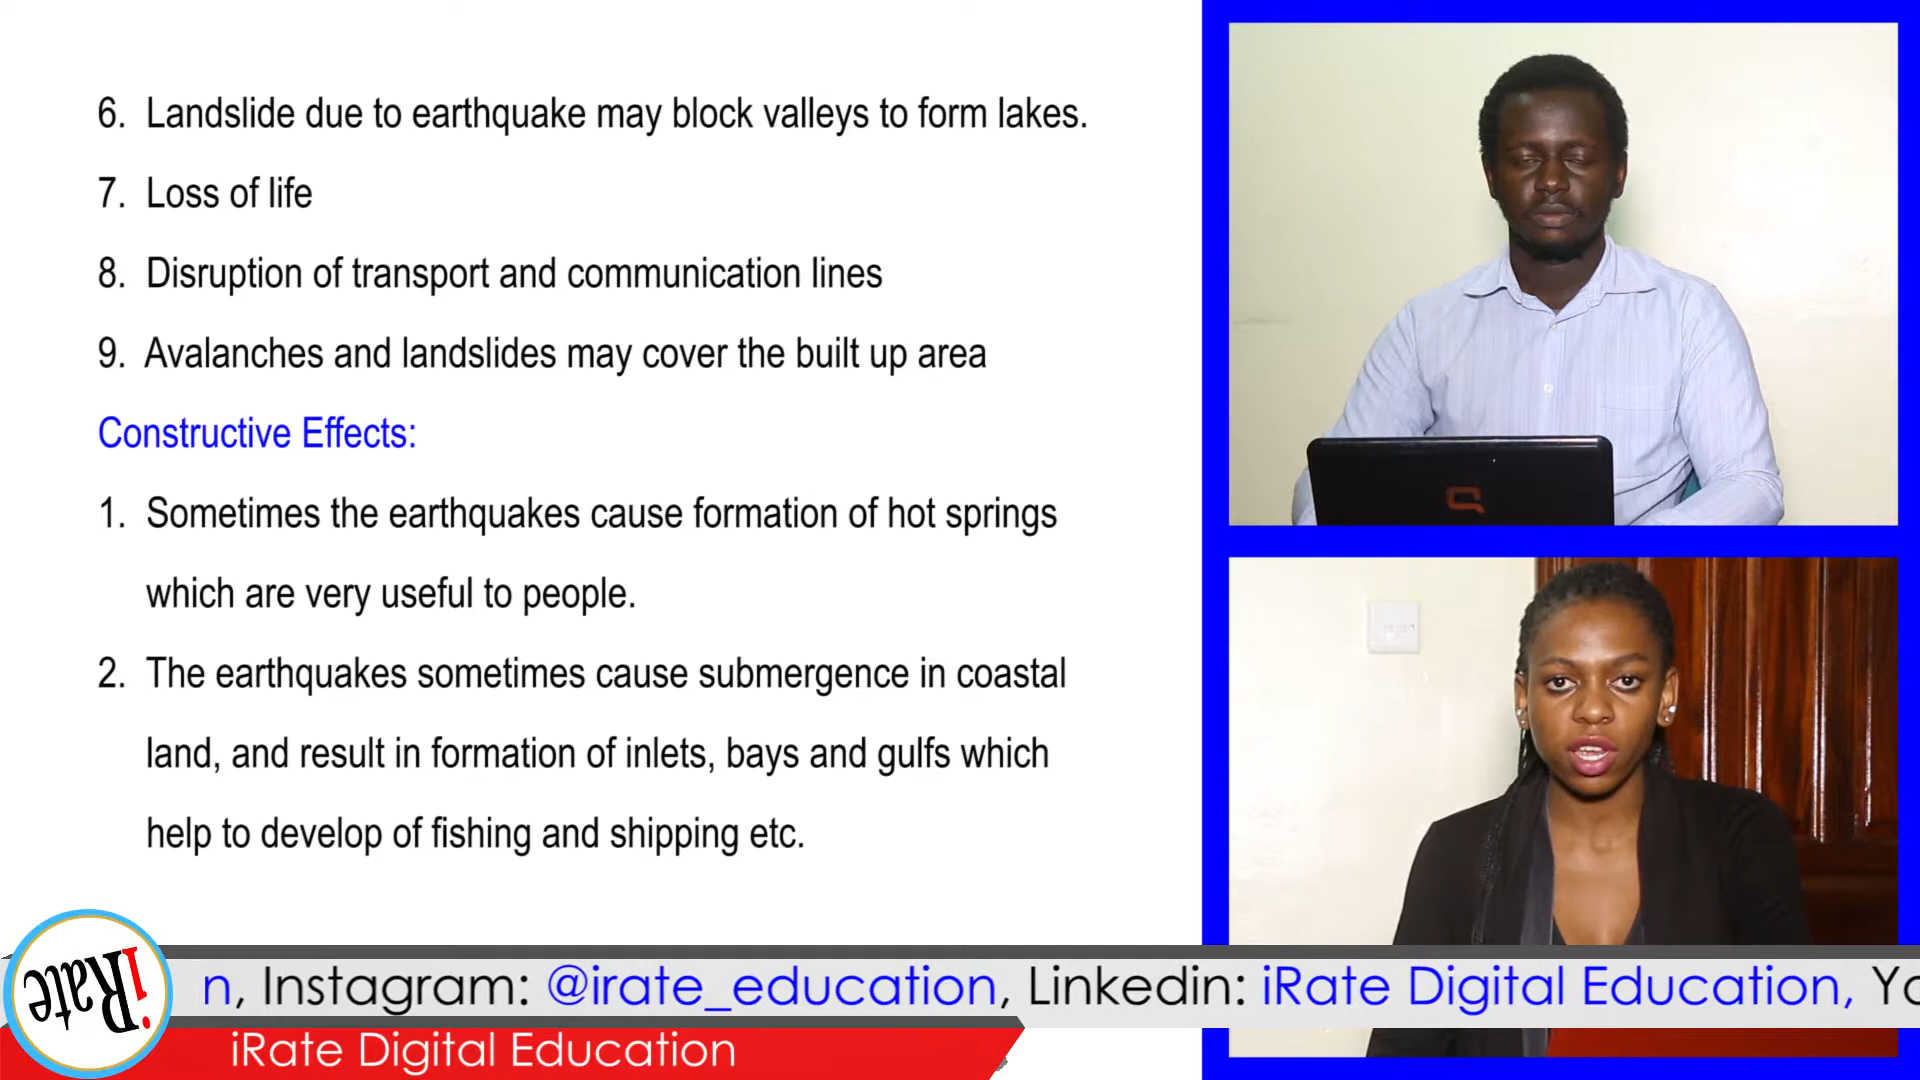 6. Landslide due to earthquake may block valleys to form lakes.
7. Loss of life
8. Disruption of transport and communication lines
9. Avalanches and landslides may cover the built up area
Constructive Effects:
1. Sometimes the earthquakes cause formation of hot springs
which are very useful to people.
2. The earthquakes sometimes cause submergence in coastal
land, and result in formation of inlets, bays and gulfs which
help to develop of fishing and shipping etc.
iRate
n, Instagram: @irate_education, Linkedin: iRate Digital Education, Yo
iRate Digital Education